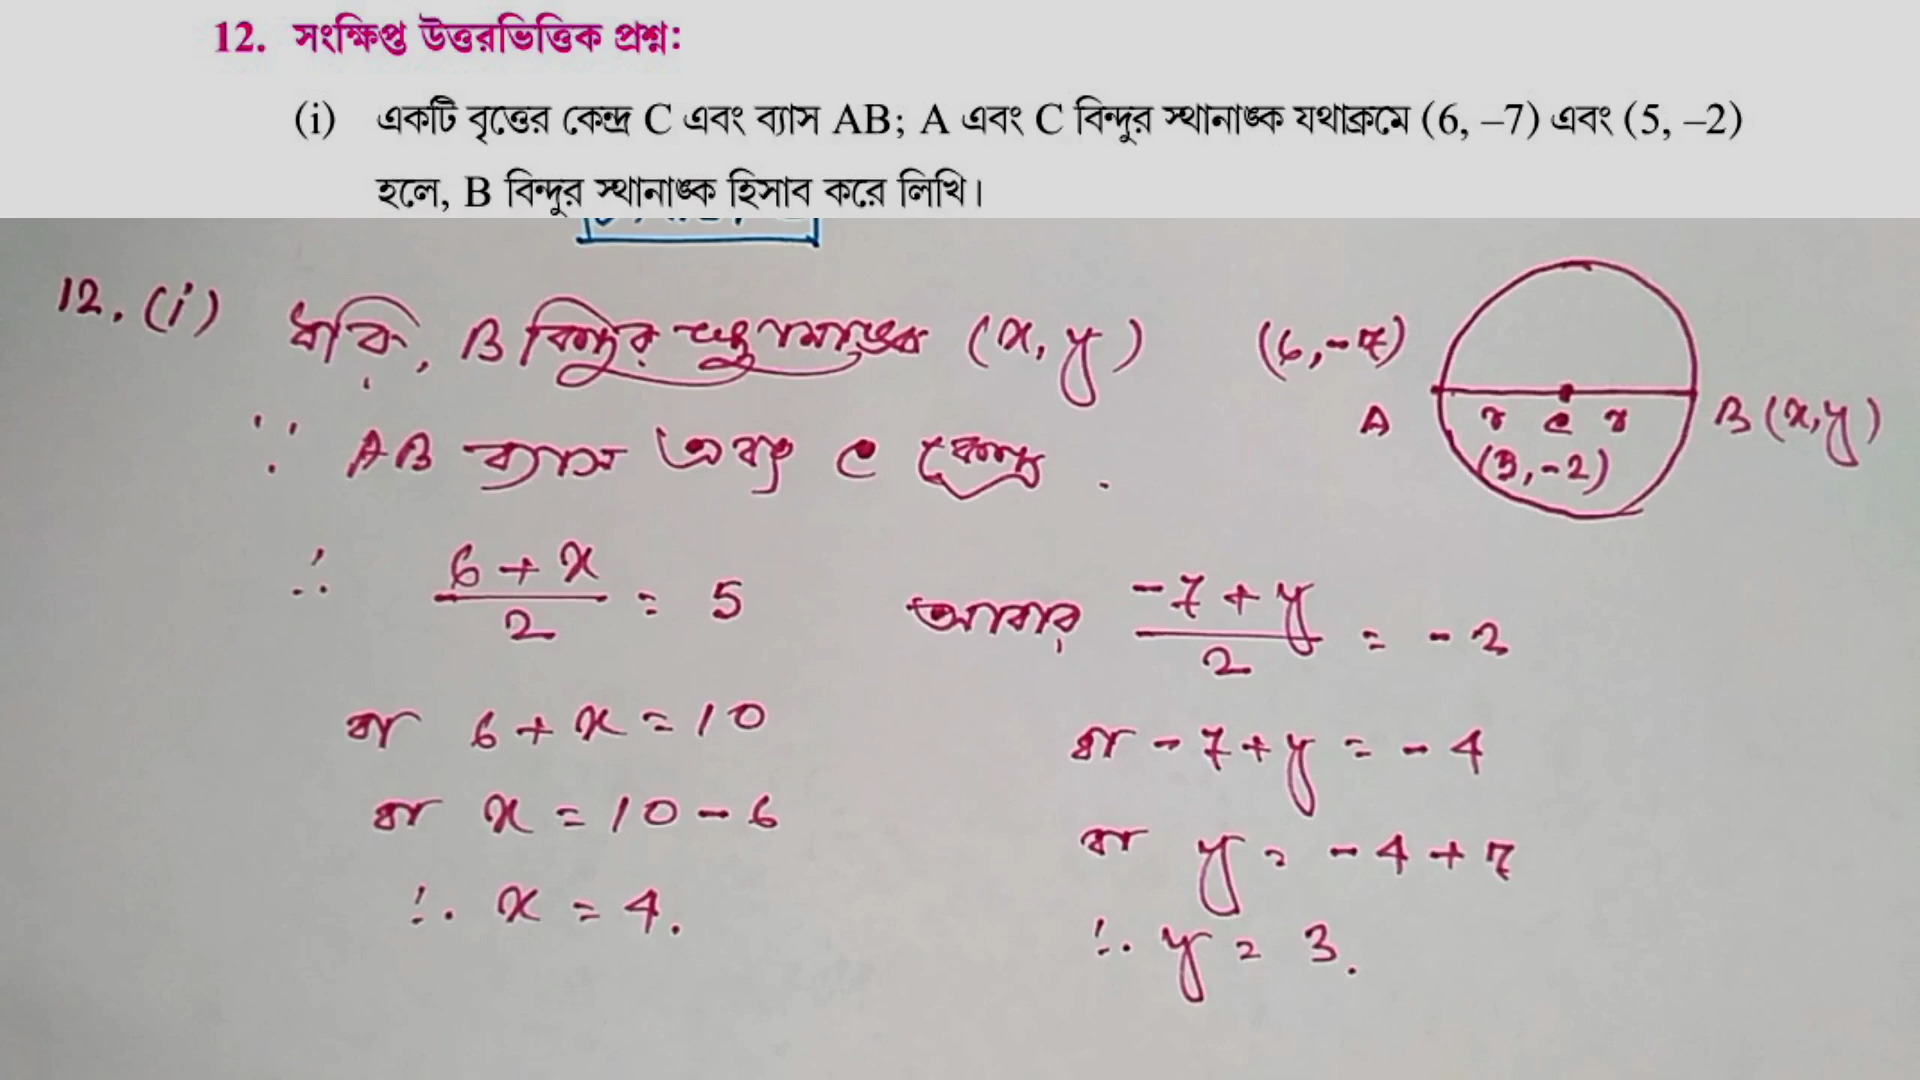 12. সংক্ষিপ্ত উত্তরভিত্তিক প্রশ্ন:
(i) একটি বৃত্তের কেন্দ্র C এবং ব্যাস AB; A এবং C বিন্দুর স্থানাঙ্ক যথাক্রমে (6, –7) এবং (5, –2)
হলে, B বিন্দুর স্থানাঙ্ক হিসাব করে লিখি।
12. (i) ধরি, B বিন্দুর স্থানাঙ্ক (x, y)
(6, -7)
A r C r B (x, y)
(5, -2)
∵ AB ব্যাস এবং C কেন্দ্র.
∴ 6 + x / 2 = 5 আবার -7 + y / 2 = -2
বা 6 + x = 10 বা -7 + y = -4
বা x = 10 - 6 বা y = -4 + 7
∴ x = 4. ∴ y = 3.